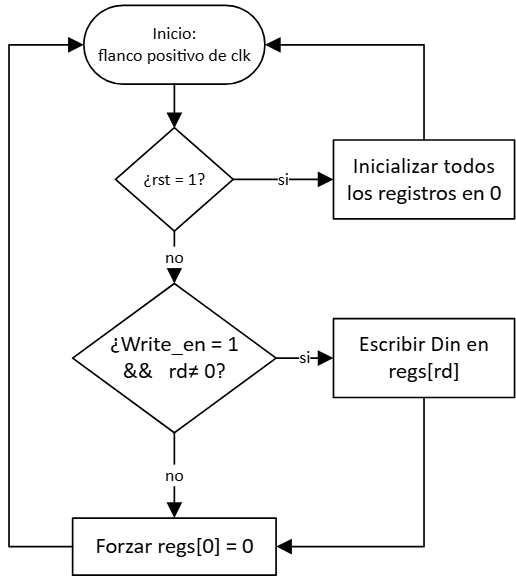 Inicio:
flanco positivo de clk
¿rst = 1?
si
Inicializar todos
los registros en 0
no
¿Write_en = 1
&& rd≠ 0?
si
Escribir Din en
regs[rd]
no
Forzar regs[0] = 0